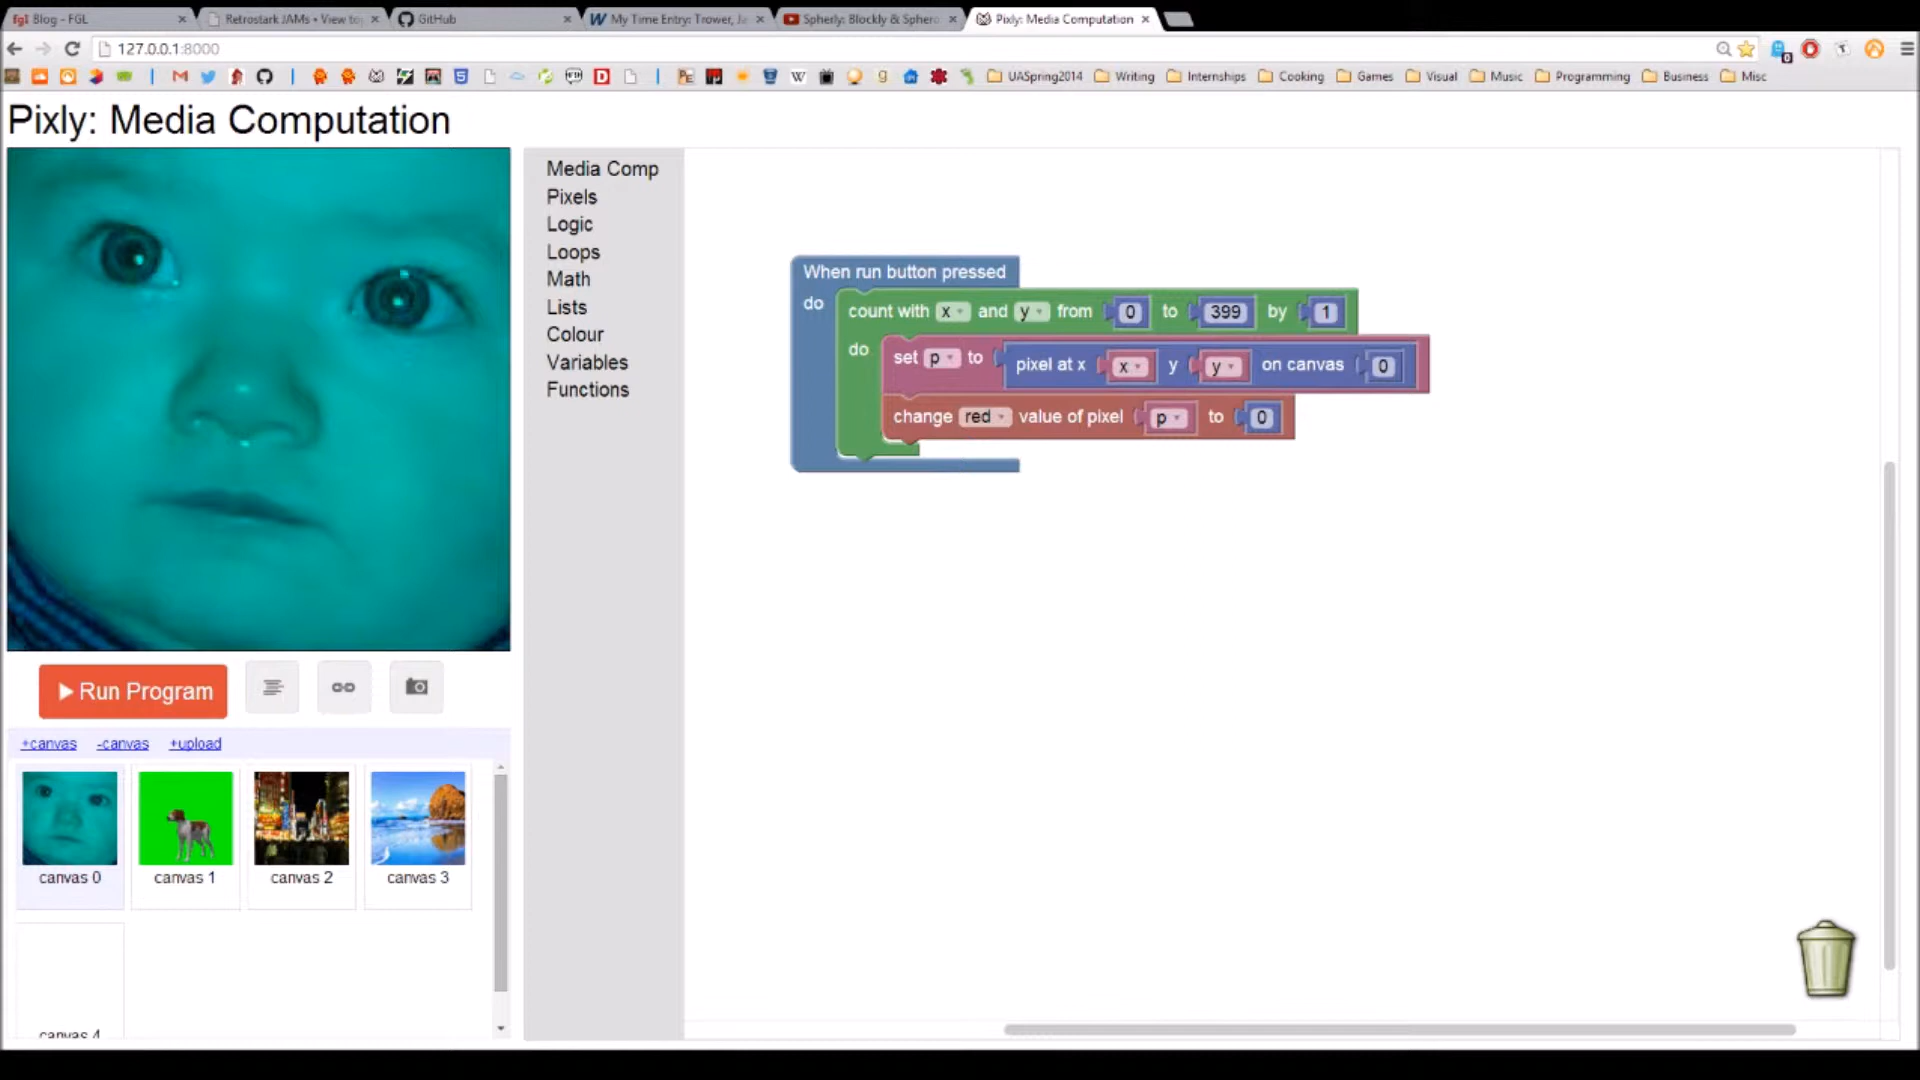 fgl Blog - FGL
Retrostark JAMs • View to
GitHub
W My Time Entry: Trower, J
Spherly: Blockly & Sphero
Pixly: Media Computation
127.0.0.1:8000
UASpring2014 Writing Internships Cooking Games Visual Music Programming Business Misc
Pixly: Media Computation
Media Comp
Pixels
Logic
Loops
Math
Lists
Colour
Variables
Functions
When run button pressed
do
count with x and y from 0 to 399 by 1
do
set p to pixel at x x y y on canvas 0
change red value of pixel p to 0
Run Program
+canvas -canvas +upload
canvas 0 canvas 1 canvas 2 canvas 3
canvas 4